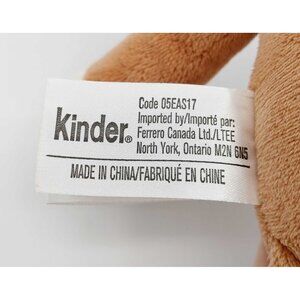 Code 05EAS17
Kinder®
Imported by/Importé par:
Ferrero Canada Ltd./LTEE
North York, Ontario M2N 6N5
MADE IN CHINA/FABRIQUÉ EN CHINE